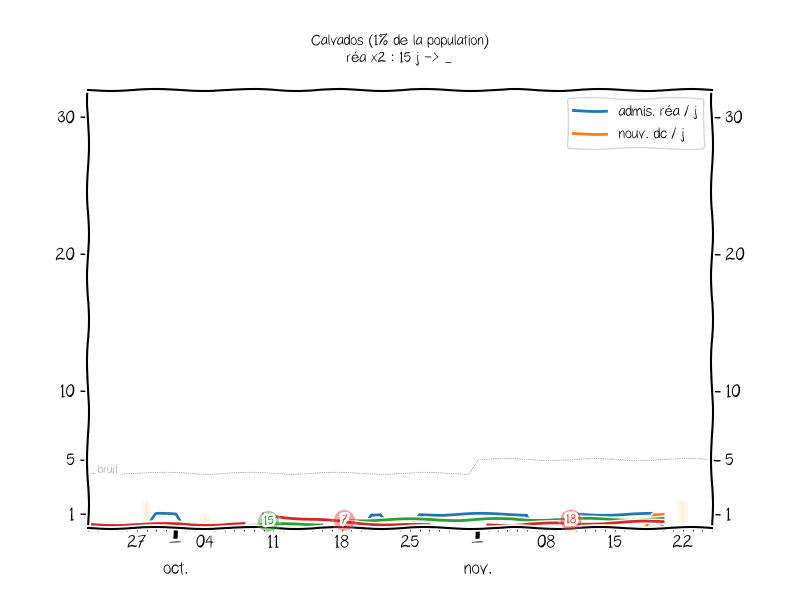 Calvados (1% de la population)
réa x2 : 15 j -> _
admis. réa / j
nouv. dc / j
30 30
20 20
10 10
5 5
bruit
1 1
15 7 18
27 04 11 18 25 08 15 22
oct. nov.